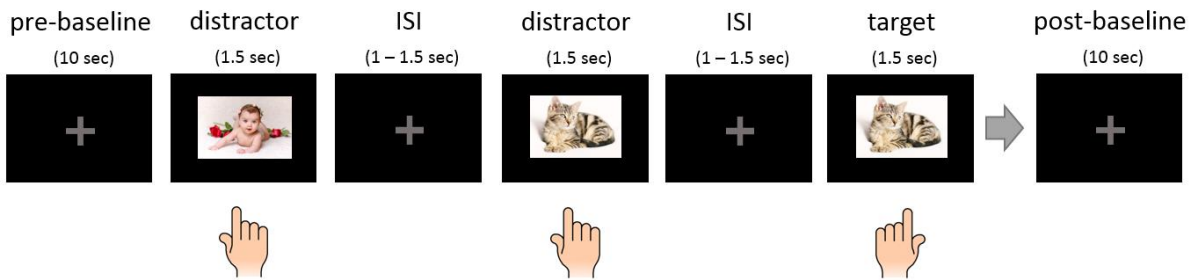 pre-baseline
(10 sec)
distractor
(1.5 sec)
ISI
(1 – 1.5 sec)
distractor
(1.5 sec)
ISI
(1 – 1.5 sec)
target
(1.5 sec)
post-baseline
(10 sec)